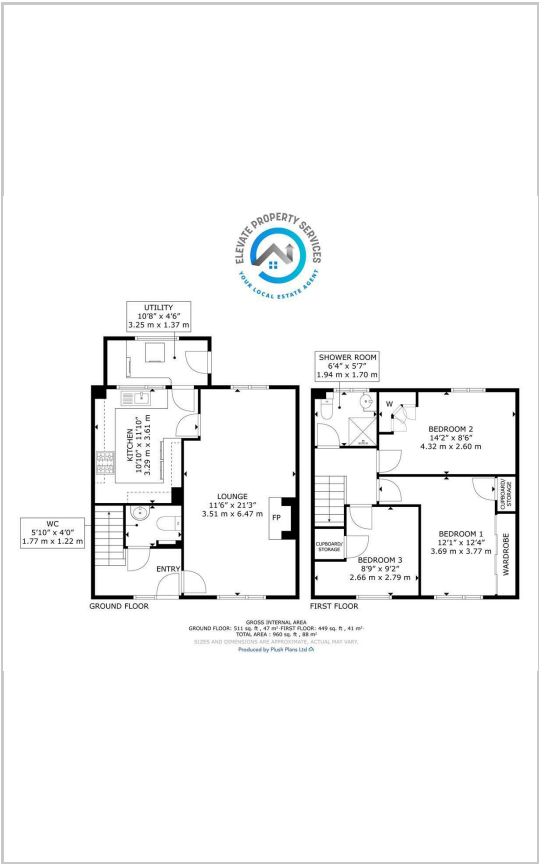 ELEVATE PROPERTY SERVICES
YOUR LOCAL ESTATE AGENT
UTILITY
10'8" x 4'6"
3.25 m x 1.37 m
KITCHEN
10'10" x 11'10"
3.29 m x 3.61 m
LOUNGE
11'6" x 21'3"
3.51 m x 6.47 m
FP
WC
5'10" x 4'0"
1.77 m x 1.22 m
ENTRY
GROUND FLOOR
SHOWER ROOM
6'4" x 5'7"
1.94 m x 1.70 m
W
BEDROOM 2
14'2" x 8'6"
4.32 m x 2.60 m
CUPBOARD/
STORAGE
BEDROOM 1
12'1" x 12'4"
3.69 m x 3.77 m
WARDROBE
CUPBOARD/
STORAGE
BEDROOM 3
8'9" x 9'2"
2.66 m x 2.79 m
FIRST FLOOR
GROSS INTERNAL AREA
GROUND FLOOR: 511 sq. ft , 47 m² FIRST FLOOR: 449 sq. ft , 41 m²
TOTAL AREA : 960 sq. ft , 88 m²
SIZES AND DIMENSIONS ARE APPROXIMATE, ACTUAL MAY VARY.
Produced by Plush Plans Ltd